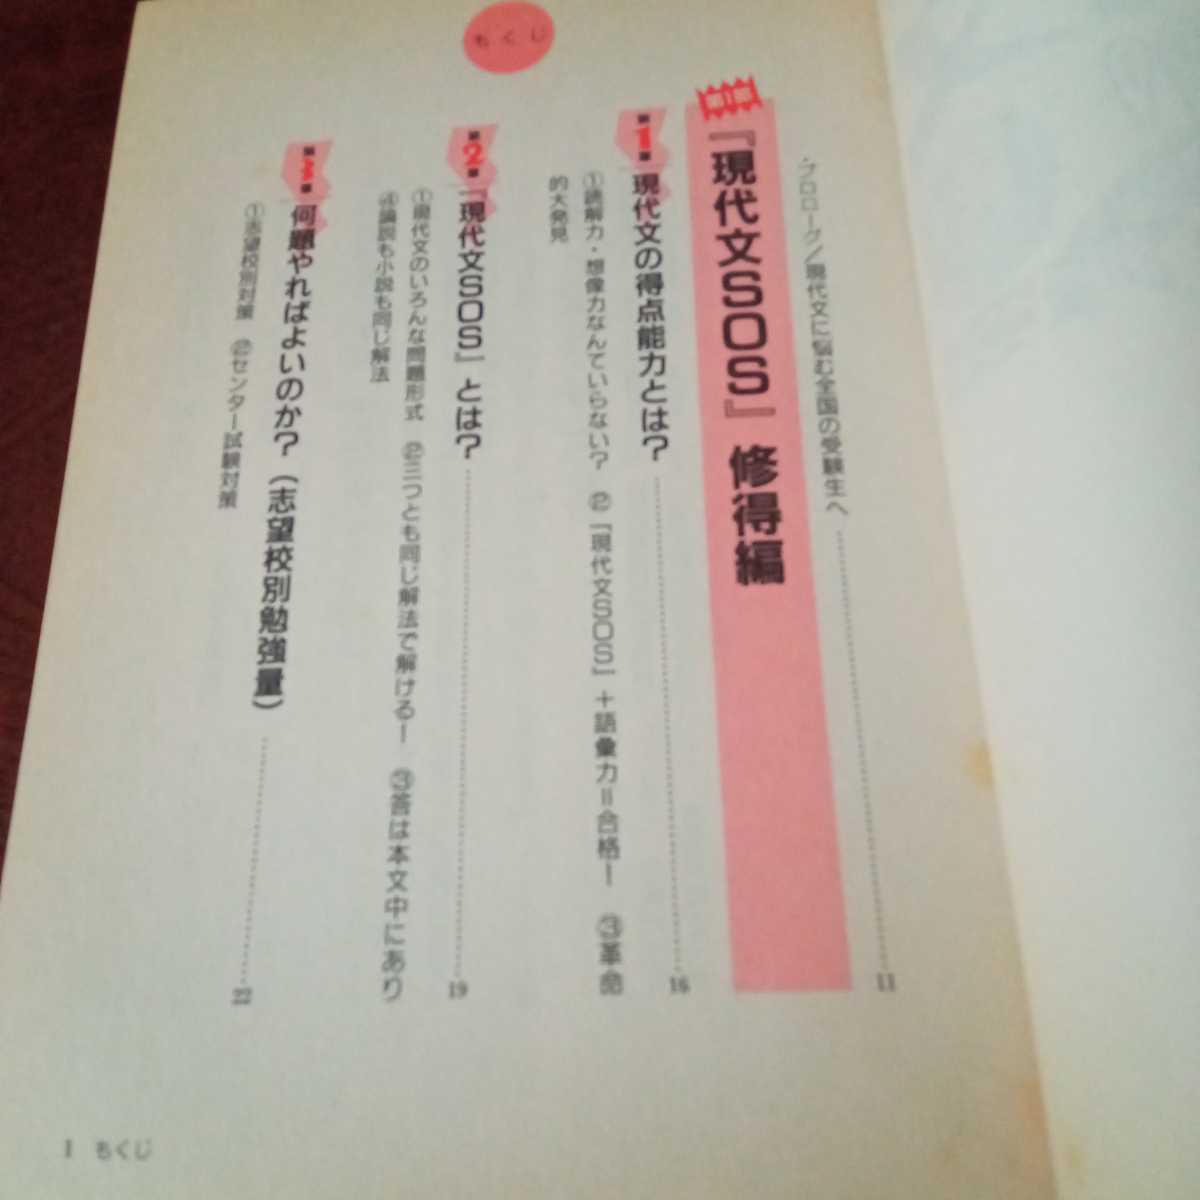 もくじ
・プロローグ／現代文に悩む全国の受験生へ……11
『現代文SOS』修得編
第1章 現代文の得点能力とは？……16
①読解力・想像力なんていらない？ ②『現代文SOS』＋語彙力＝合格！ ③革命
的大発見
第2章 『現代文SOS』とは？……19
①現代文のいろんな問題形式 ②三つとも同じ解法で解ける！ ③答は本文中にあり
④論説も小説も同じ解法
第3章 何題やればよいのか？（志望校別勉強量）……22
①志望校別対策 ②センター試験対策
1 もくじ